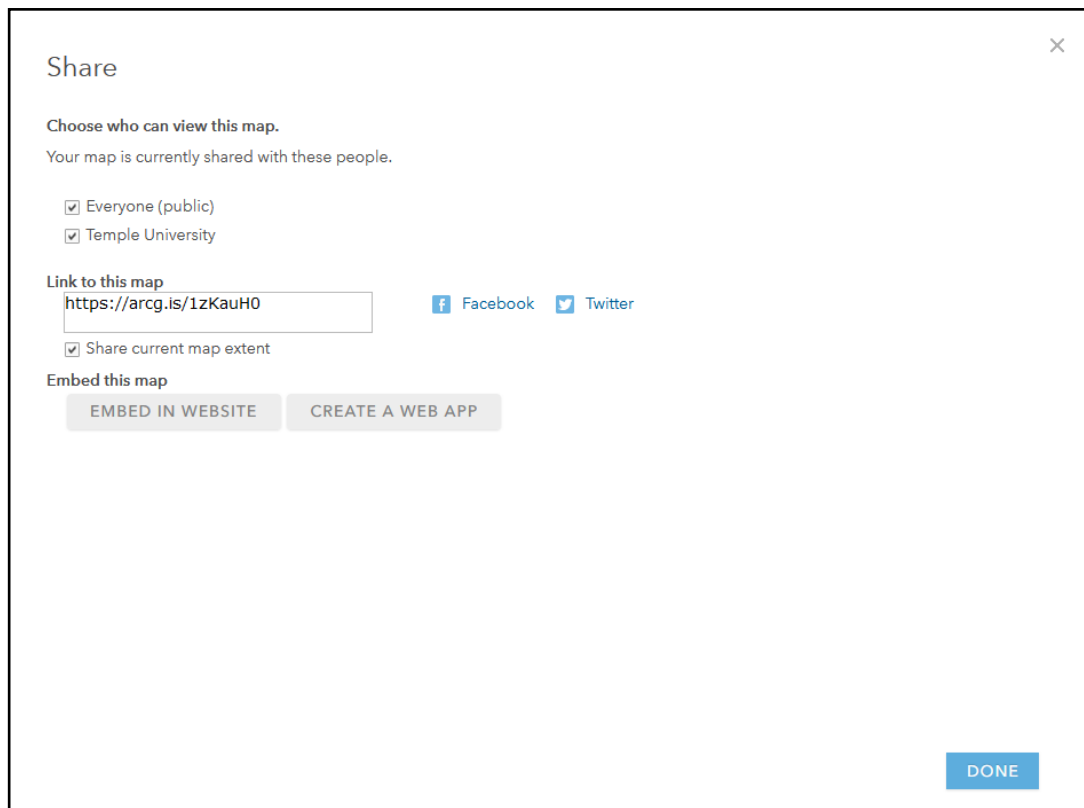 Share
Choose who can view this map.
Your map is currently shared with these people.
Everyone (public)
Temple University
Link to this map
https://arcg.is/1zKauH0
Facebook Twitter
Share current map extent
Embed this map
EMBED IN WEBSITE CREATE A WEB APP
DONE